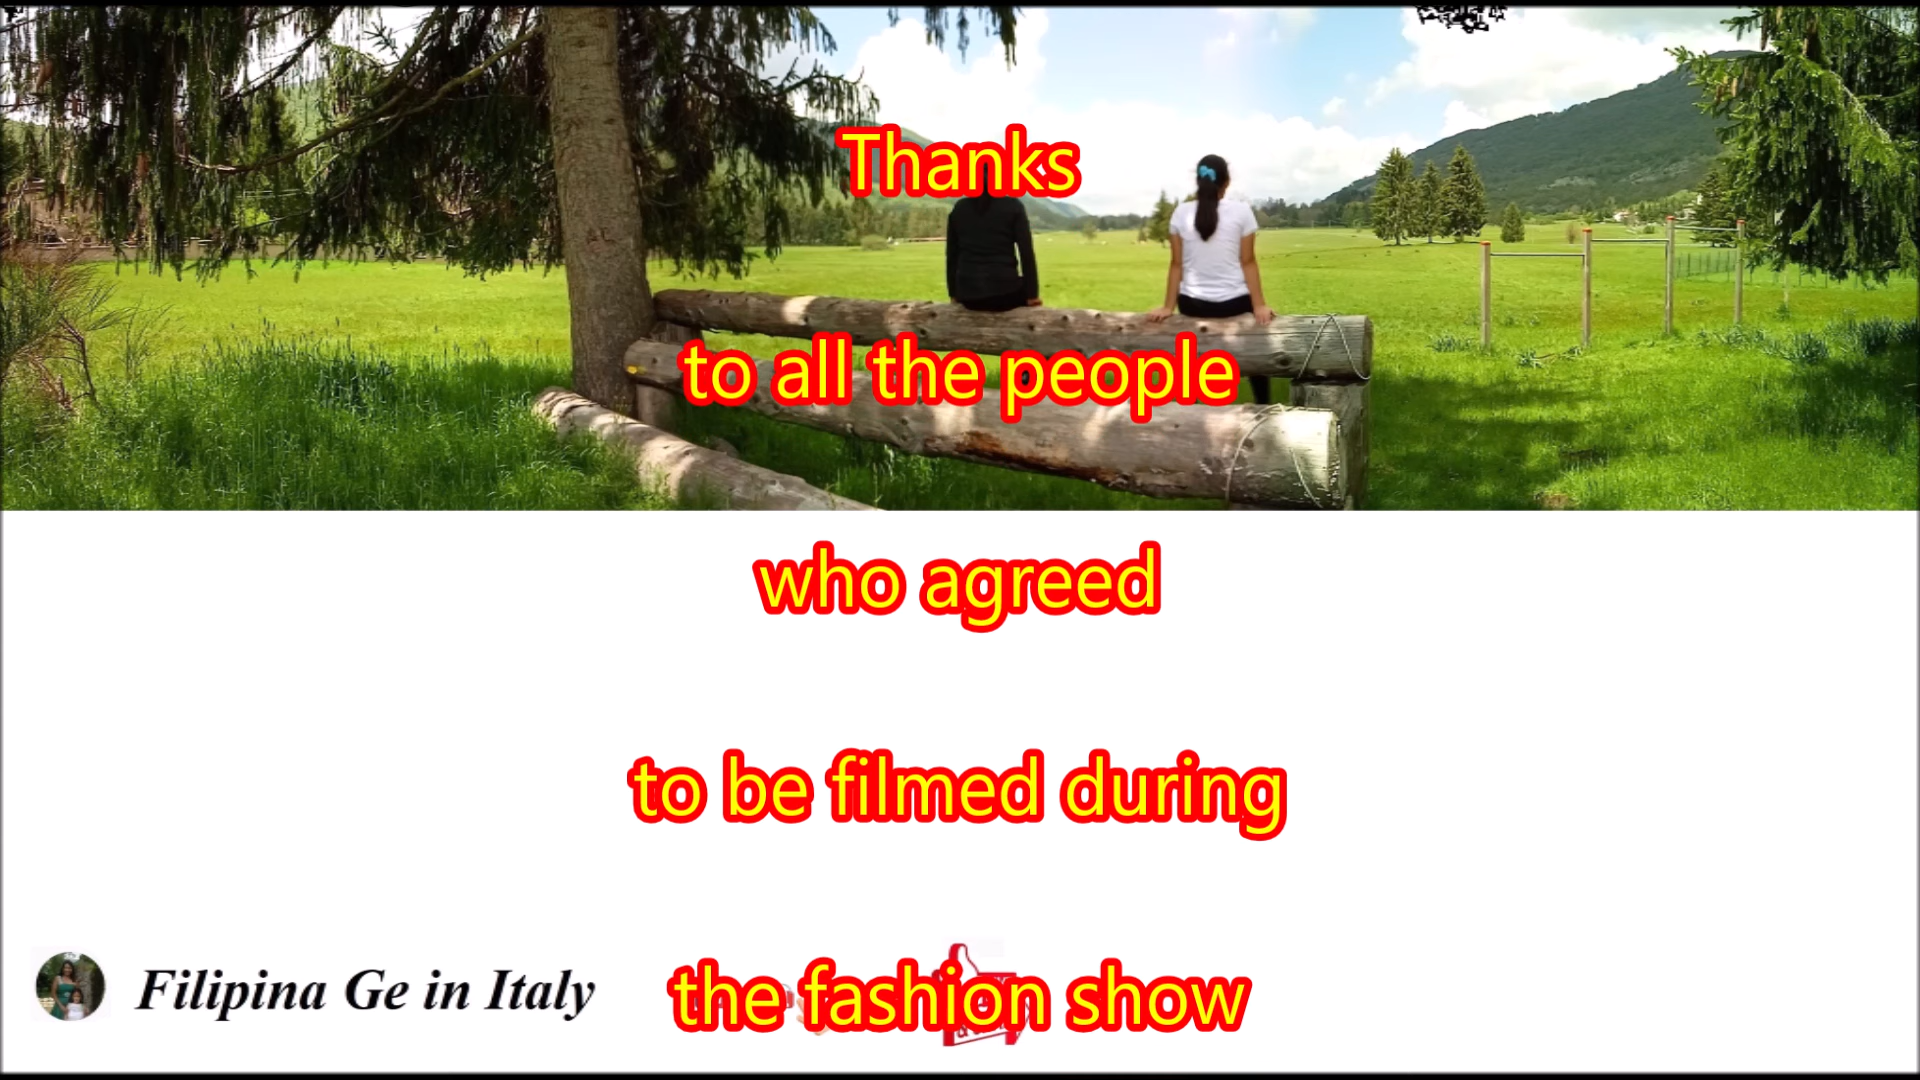 Thanks
to all the people
who agreed
to be filmed during
the fashion show
Filipina Ge in Italy